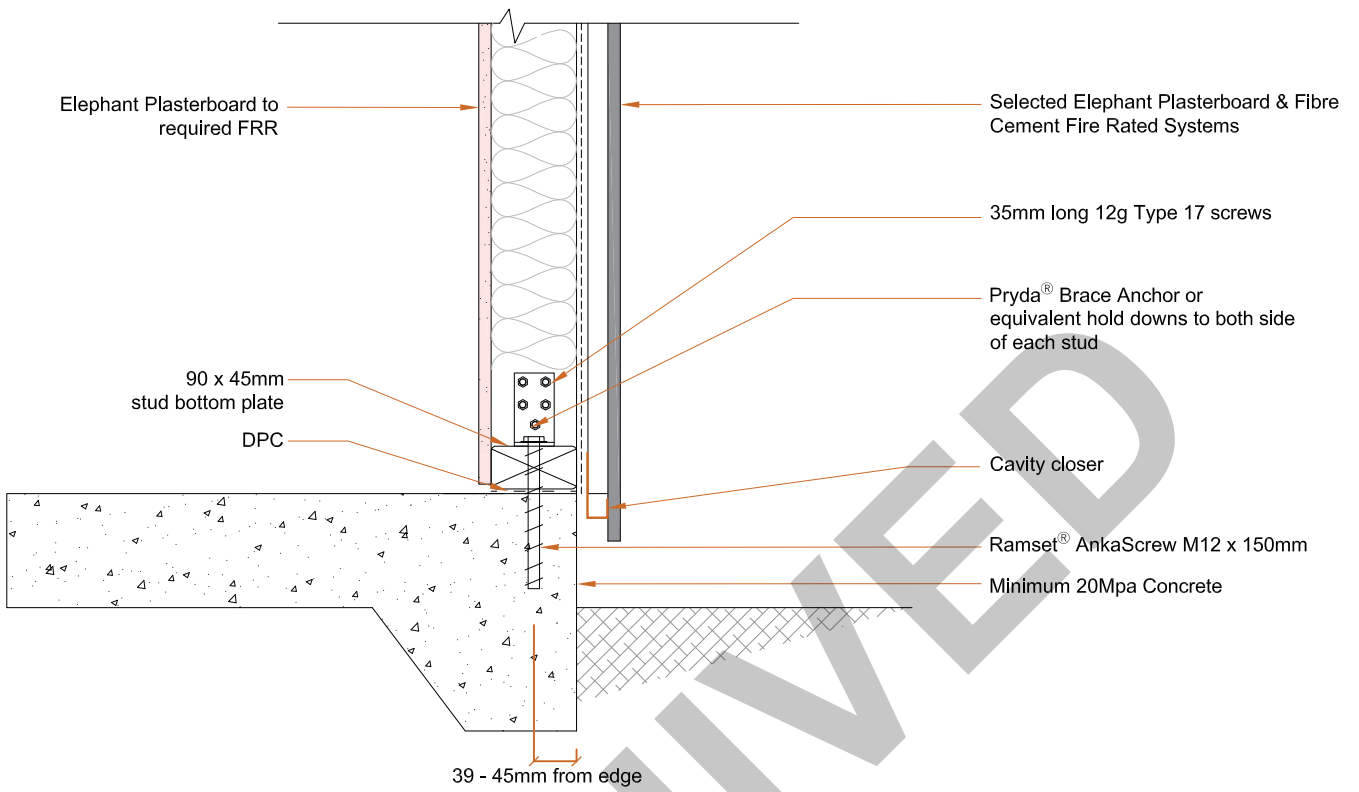 Elephant Plasterboard to
required FRR
90 x 45mm
stud bottom plate
DPC
Selected Elephant Plasterboard & Fibre
Cement Fire Rated Systems
35mm long 12g Type 17 screws
Pryda® Brace Anchor or
equivalent hold downs to both side
of each stud
Cavity closer
Ramset® AnkaScrew M12 x 150mm
Minimum 20Mpa Concrete
39 - 45mm from edge
IVED